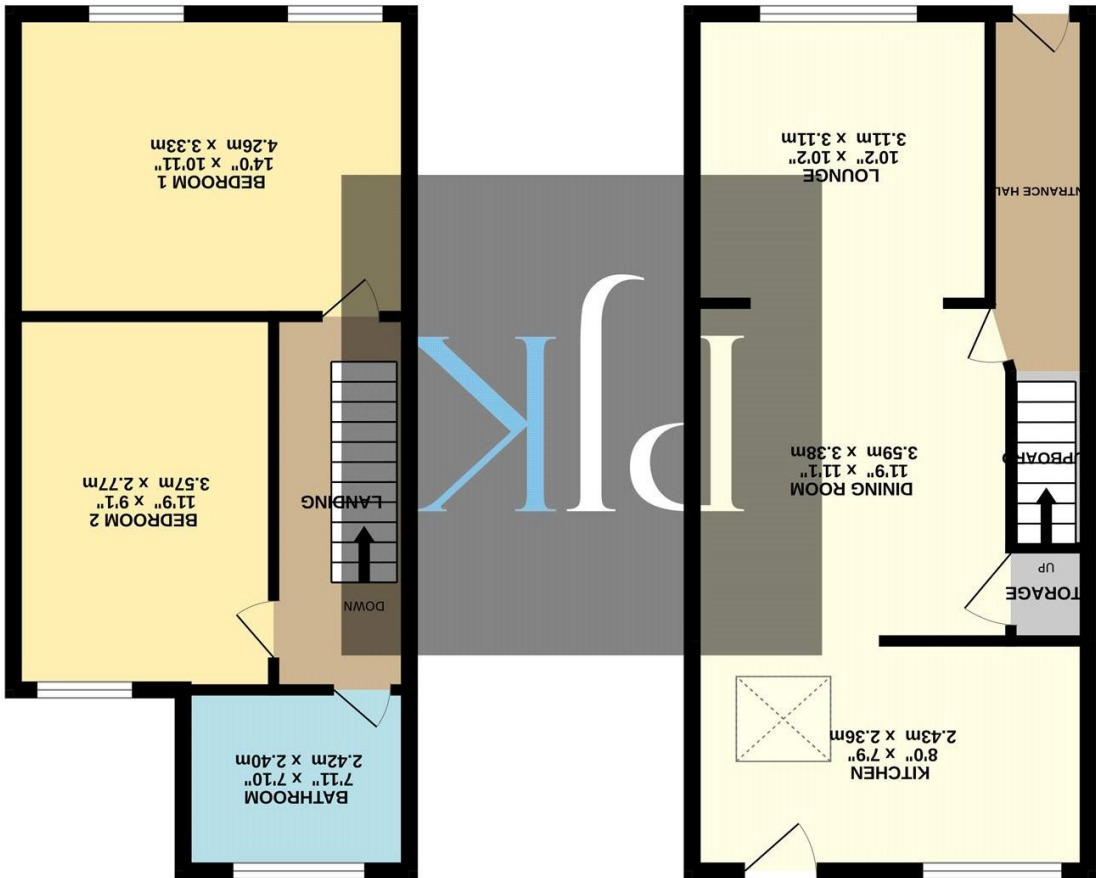 KITCHEN
8'0" x 7'9"
2.43m x 2.36m
TORAGE
UP
UPBOARD
DINING ROOM
11'9" x 11'1"
3.59m x 3.38m
NTRANCE HAL
LOUNGE
10'2" x 10'2"
3.11m x 3.11m
PJK
BATHROOM
7'11" x 7'10"
2.42m x 2.40m
DOWN
LANDING
BEDROOM 2
11'9" x 9'1"
3.57m x 2.77m
BEDROOM 1
14'0" x 10'11"
4.26m x 3.33m